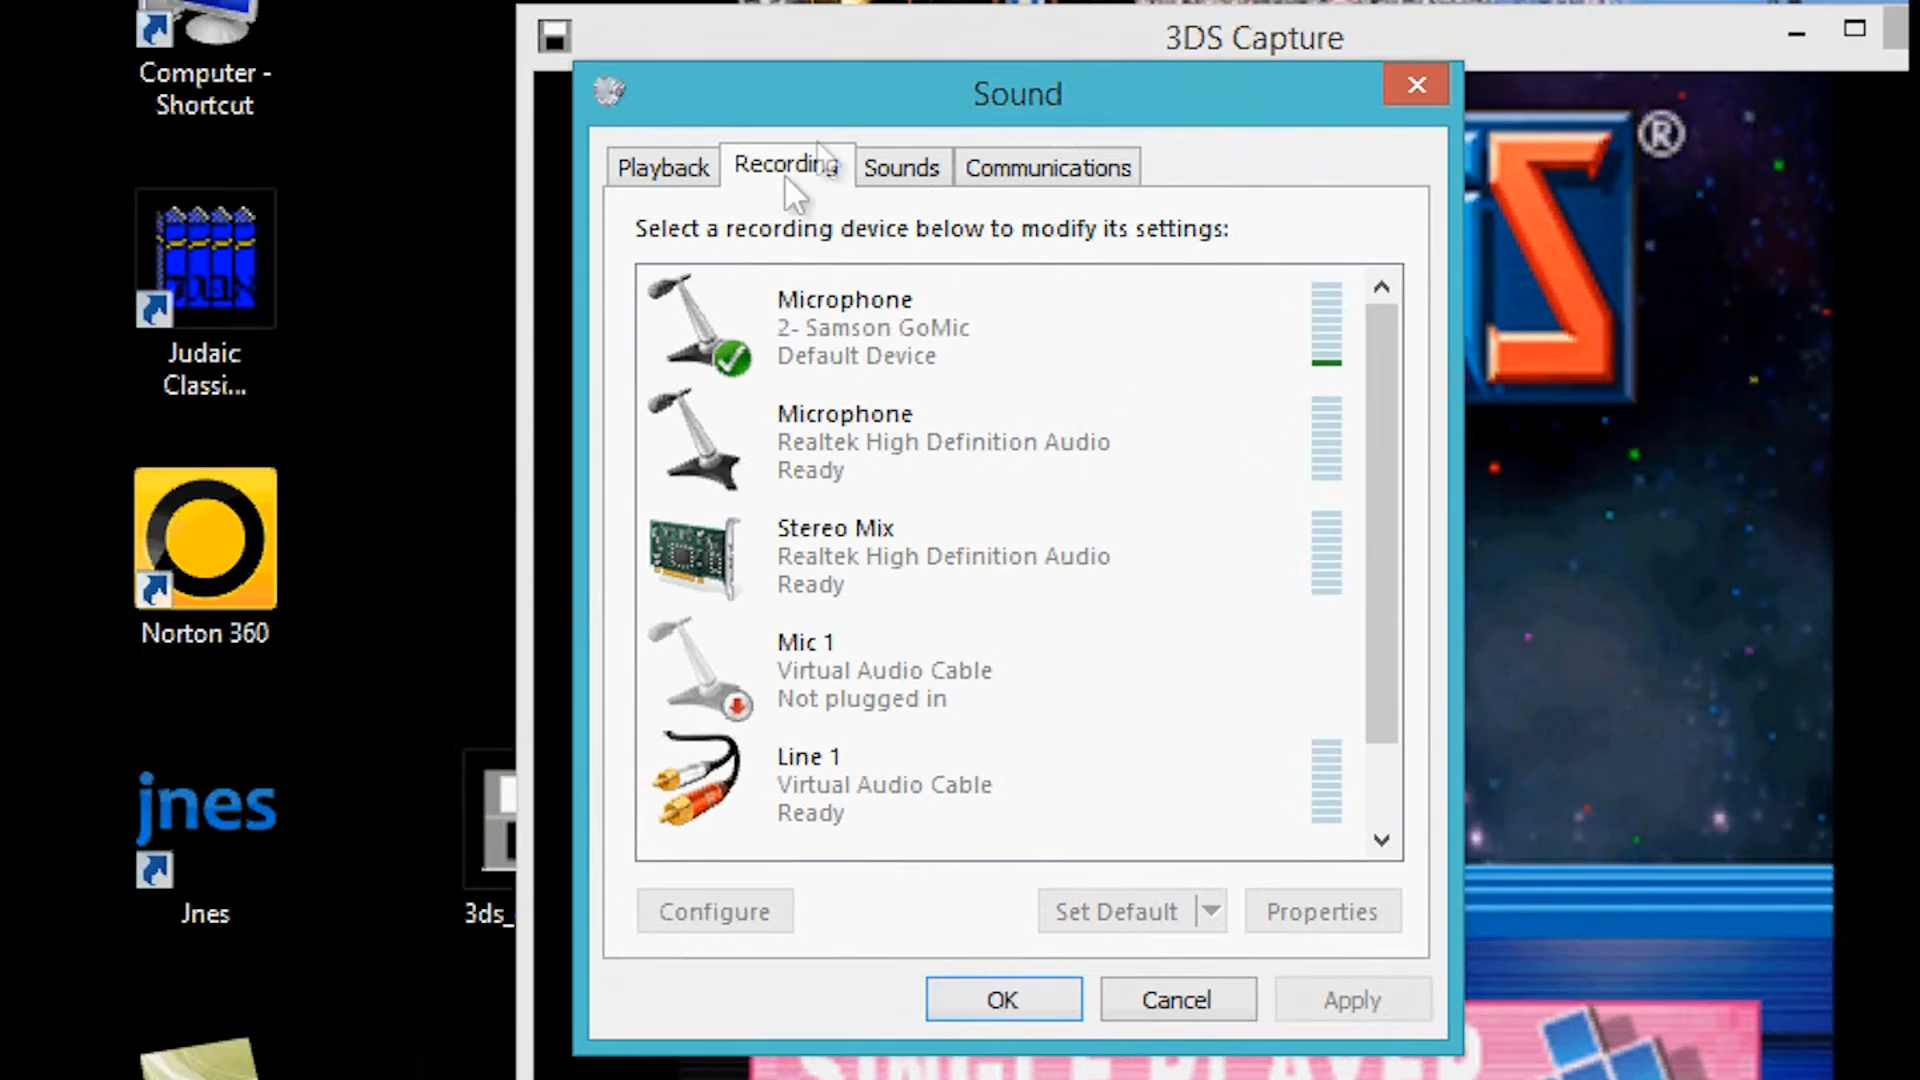 Computer -
Shortcut
Judaic
Classi...
Norton 360
jnes
Jnes
3ds_
3DS Capture
Sound
Playback
Recording
Sounds
Communications
Select a recording device below to modify its settings:
Microphone
2- Samson GoMic
Default Device
Microphone
Realtek High Definition Audio
Ready
Stereo Mix
Realtek High Definition Audio
Ready
Mic 1
Virtual Audio Cable
Not plugged in
Line 1
Virtual Audio Cable
Ready
Configure
Set Default
Properties
OK
Cancel
Apply
®
SINGLE PLAYER